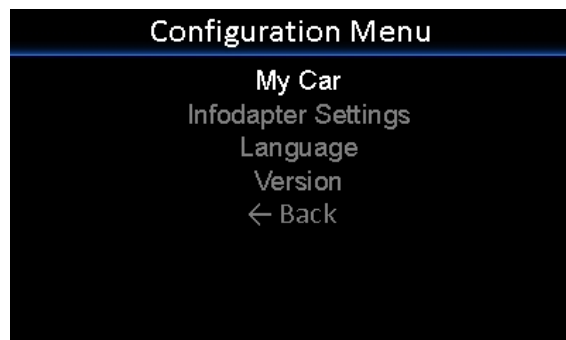 Configuration Menu
My Car
Infodapter Settings
Language
Version
← Back